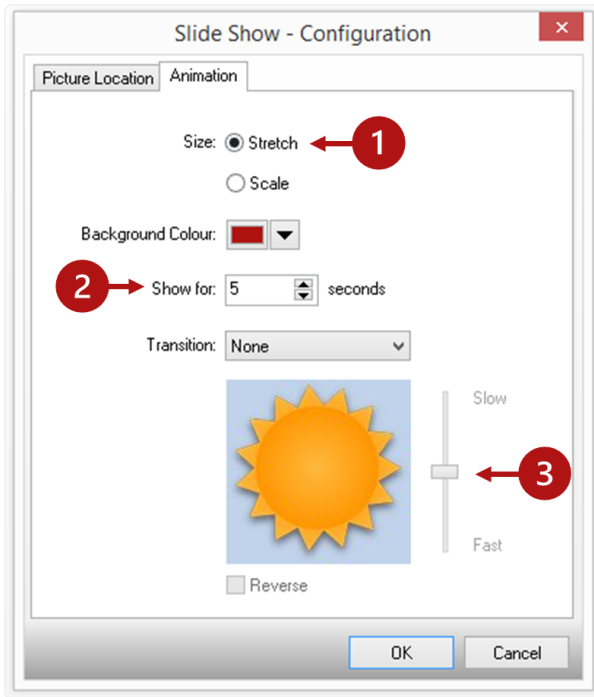 Slide Show - Configuration
Picture Location Animation
Size: Stretch 1
Scale
Background Colour:
2 Show for: 5 seconds
Transition: None
Slow
3
Fast
Reverse
OK Cancel